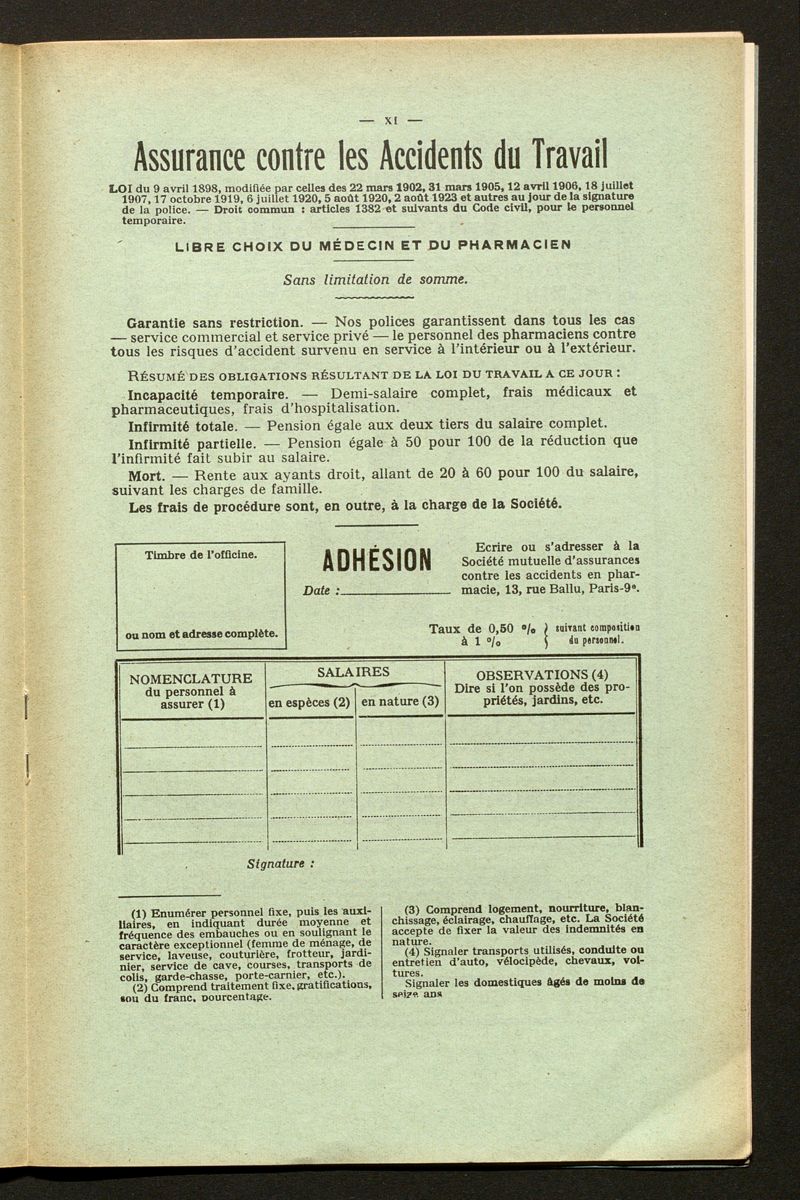 — XI —
Assurance contre les Accidents du Travail
LOI du 9 avril 1898, modifiée par celles des 22 mars 1902, 31 mars 1905, 12 avril 1906, 18 juillet
1907, 17 octobre 1919, 6 juillet 1920, 5 août 1920, 2 août 1923 et autres au jour de la signature
de la police. — Droit commun : articles 1382 et suivants du Code civil, pour le personnel
temporaire.
LIBRE CHOIX DU MÉDECIN ET DU PHARMACIEN
Sans limitation de somme.
Garantie sans restriction. — Nos polices garantissent dans tous les cas
— service commercial et service privé — le personnel des pharmaciens contre
tous les risques d'accident survenu en service à l'intérieur ou à l'extérieur.
RÉSUMÉ DES OBLIGATIONS RÉSULTANT DE LA LOI DU TRAVAIL A CE JOUR :
Incapacité temporaire. — Demi-salaire complet, frais médicaux et
pharmaceutiques, frais d'hospitalisation.
Infirmité totale. — Pension égale aux deux tiers du salaire complet.
Infirmité partielle. — Pension égale à 50 pour 100 de la réduction que
l'infirmité fait subir au salaire.
Mort. — Rente aux ayants droit, allant de 20 à 60 pour 100 du salaire,
suivant les charges de famille.
Les frais de procédure sont, en outre, à la charge de la Société.
Timbre de l'officine.
ou nom et adresse complète.
ADHÉSION
Date :
Ecrire ou s'adresser à la
Société mutuelle d'assurances
contre les accidents en phar-
macie, 13, rue Ballu, Paris-9e.
Taux de 0,50 % } suivant composition
à 1 % { du personnel.
NOMENCLATURE
du personnel à
assurer (1)
SALAIRES
en espèces (2)
en nature (3)
OBSERVATIONS (4)
Dire si l'on possède des pro-
priétés, jardins, etc.
Signature :
(1) Enumérer personnel fixe, puis les auxi-
liaires, en indiquant durée moyenne et
fréquence des embauches ou en soulignant le
caractère exceptionnel (femme de ménage, de
service, laveuse, couturière, frotteur, jardi-
nier, service de cave, courses, transports de
colis, garde-chasse, porte-carnier, etc.).
(2) Comprend traitement fixe, gratifications,
sou du franc, pourcentage.
(3) Comprend logement, nourriture, blan-
chissage, éclairage, chauffage, etc. La Société
accepte de fixer la valeur des indemnités en
nature.
(4) Signaler transports utilisés, conduite ou
entretien d'auto, vélocipède, chevaux, voi-
tures.
Signaler les domestiques âgés de moins de
seize ans